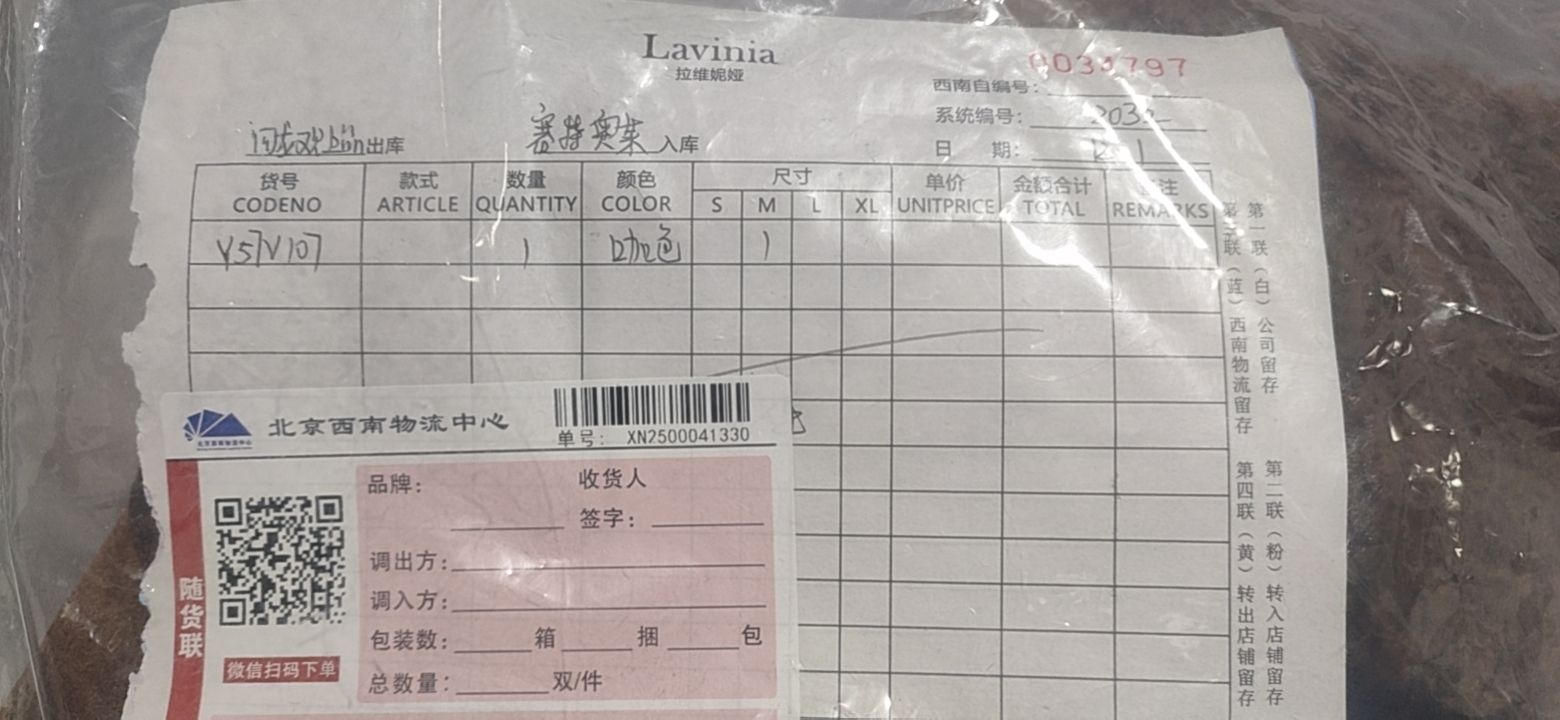 Lavinia
拉维妮娅
0034797
西南自编号:
系统编号: 2032
出库 赛特奥莱 入库 日 期: 12.1
货号 款式 数量 颜色 尺寸 单价 金额合计 备注
CODENO ARTICLE QUANTITY COLOR S M L XL UNITPRICE TOTAL REMARKS
Y57V107 1 咖色 1
第一联(白)公司留存 第二联(粉)转入店铺留存
第三联(蓝)西南物流留存 第四联(黄)转出店铺留存
北京西南物流中心
单号: XN2500041330
随货联
微信扫码下单
品牌: 收货人
签字:
调出方:
调入方:
包装数: 箱 捆 包
总数量: 双/件